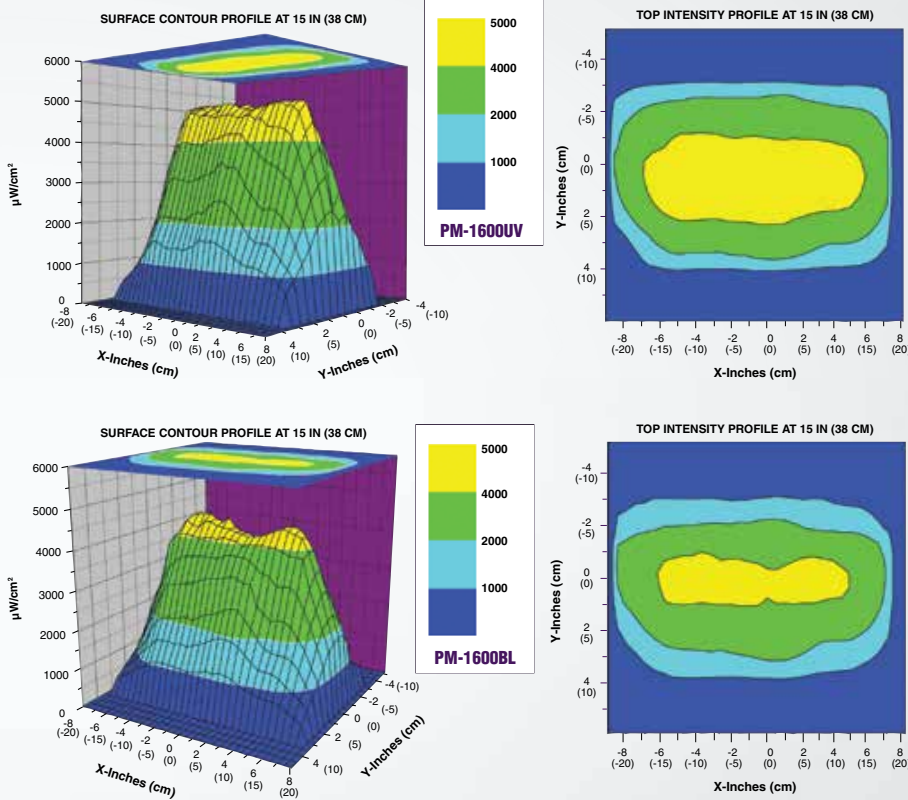 SURFACE CONTOUR PROFILE AT 15 IN (38 CM)
6000
5000
4000
3000
2000
1000
0
µW/cm²
-8 -6 -4 -2 0 2 4 6 8
(-20) (-15) (-10) (-5) (0) (5) (10) (15) (20)
X-Inches (cm)
4 2 0 -2 -4
(10) (5) (0) (-5) (-10)
Y-Inches (cm)
5000
4000
2000
1000
PM-1600UV
TOP INTENSITY PROFILE AT 15 IN (38 CM)
-4
(-10)
-2
(-5)
0
(0)
2
(5)
4
(10)
Y-Inches (cm)
-8 -6 -4 -2 0 2 4 6 8
(-20) (-15) (-10) (-5) (0) (5) (10) (15) (20
X-Inches (cm)
SURFACE CONTOUR PROFILE AT 15 IN (38 CM)
6000
5000
4000
3000
2000
1000
0
µW/cm²
-8 -6 -4 -2 0 2 4 6 8
(-20) (-15) (-10) (-5) (0) (5) (10) (15) (20)
X-Inches (cm)
4 (10)
2 (5)
0 (0)
-2 (-5)
-4 (-10)
Y-Inches (cm)
5000
4000
2000
1000
PM-1600BL
TOP INTENSITY PROFILE AT 15 IN (38 CM)
-4
(-10)
-2
(-5)
0
(0)
2
(5)
4
(10)
Y-Inches (cm)
-8 -6 -4 -2 0 2 4 6 8
(-20) (-15) (-10) (-5) (0) (5) (10) (15) (20
X-Inches (cm)